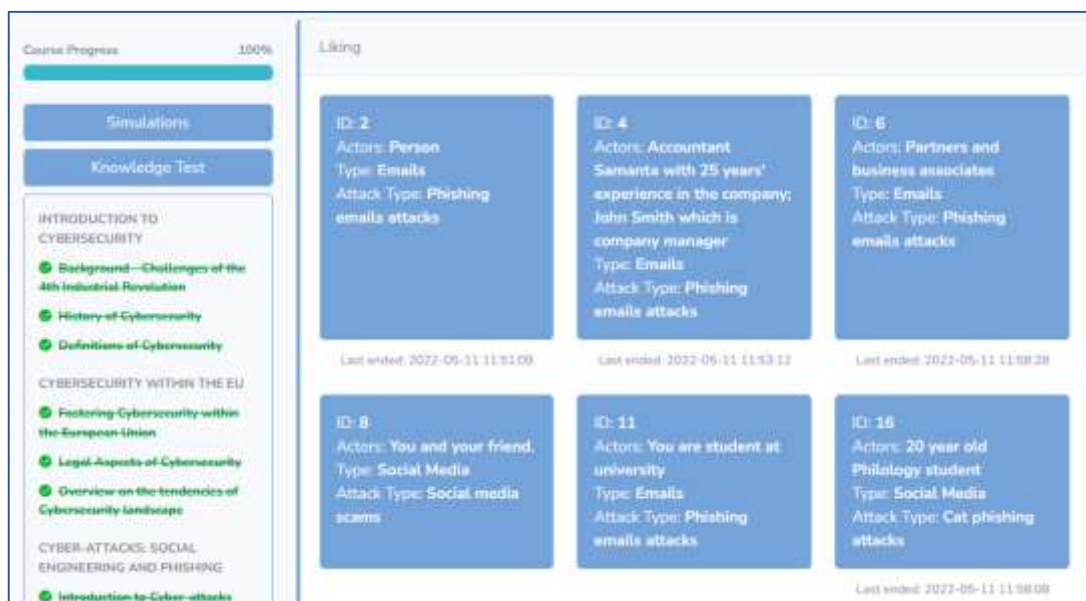 Course Progress 100%
Simulations
Knowledge Test
INTRODUCTION TO
CYBERSECURITY
Background - Challenges of the
4th Industrial Revolution
History of Cybersecurity
Definitions of Cybersecurity
CYBERSECURITY WITHIN THE EU
Fostering Cybersecurity within
the European Union
Legal Aspects of Cybersecurity
Overview on the tendencies of
Cybersecurity landscape
CYBER-ATTACKS: SOCIAL
ENGINEERING AND PHISHING
Introduction to Cyber-attacks
Liking
ID: 2
Actors: Person
Type: Emails
Attack Type: Phishing
emails attacks
Last ended: 2022-05-11 11:51:09
ID: 4
Actors: Accountant
Samanta with 25 years'
experience in the company;
John Smith which is
company manager
Type: Emails
Attack Type: Phishing
emails attacks
Last ended: 2022-05-11 11:53:12
ID: 6
Actors: Partners and
business associates
Type: Emails
Attack Type: Phishing
emails attacks
Last ended: 2022-05-11 11:58:28
ID: 8
Actors: You and your friend.
Type: Social Media
Attack Type: Social media
scams
ID: 11
Actors: You are student at
university
Type: Emails
Attack Type: Phishing
emails attacks
ID: 16
Actors: 20 year old
Philology student
Type: Social Media
Attack Type: Cat phishing
attacks
Last ended: 2022-05-11 11:58:08